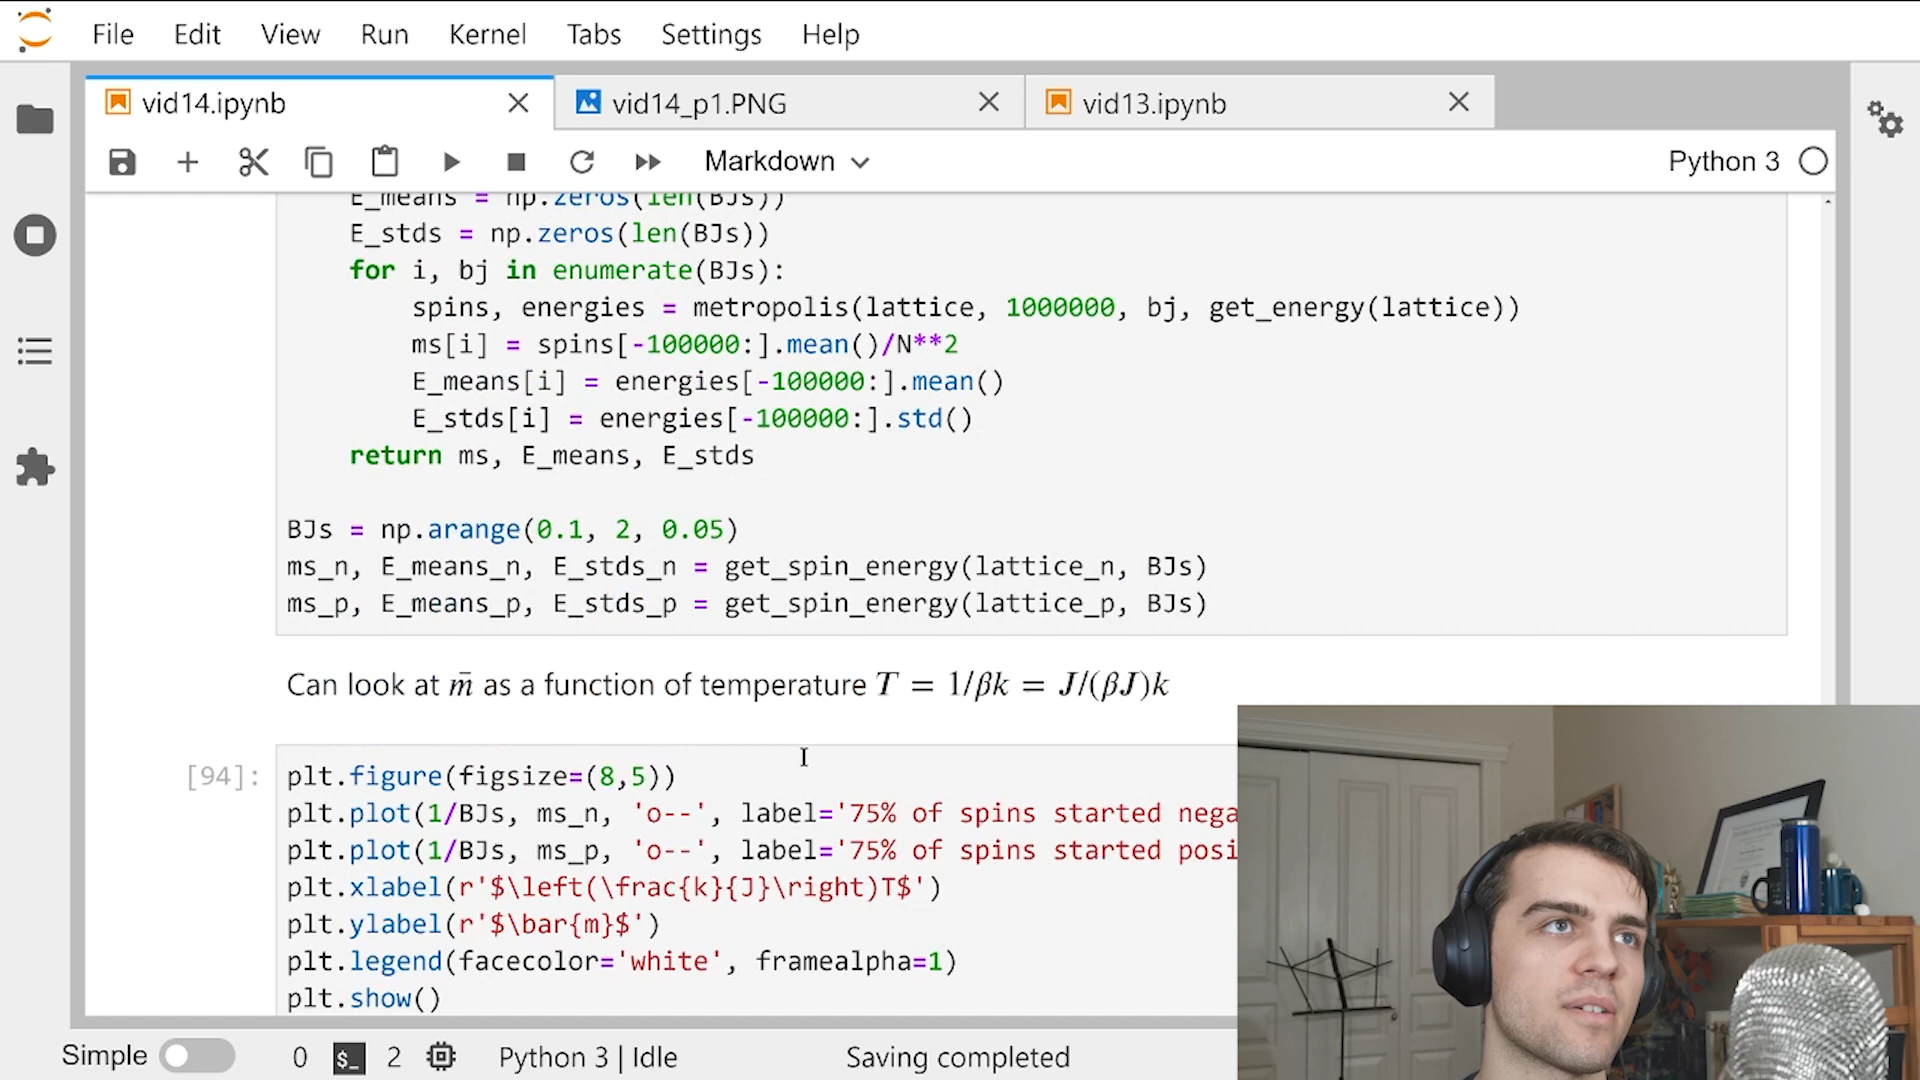 File Edit View Run Kernel Tabs Settings Help
vid14.ipynb vid14_p1.PNG vid13.ipynb
Markdown Python 3
E_means = np.zeros(len(BJs))
E_stds = np.zeros(len(BJs))
for i, bj in enumerate(BJs):
spins, energies = metropolis(lattice, 1000000, bj, get_energy(lattice))
ms[i] = spins[-100000:].mean()/N**2
E_means[i] = energies[-100000:].mean()
E_stds[i] = energies[-100000:].std()
return ms, E_means, E_stds
BJs = np.arange(0.1, 2, 0.05)
ms_n, E_means_n, E_stds_n = get_spin_energy(lattice_n, BJs)
ms_p, E_means_p, E_stds_p = get_spin_energy(lattice_p, BJs)
Can look at m̄ as a function of temperature T = 1/βk = J/(βJ)k
[94]: plt.figure(figsize=(8,5))
plt.plot(1/BJs, ms_n, 'o--', label='75% of spins started nega
plt.plot(1/BJs, ms_p, 'o--', label='75% of spins started posi
plt.xlabel(r'$\left(\frac{k}{J}\right)T$')
plt.ylabel(r'$\bar{m}$')
plt.legend(facecolor='white', framealpha=1)
plt.show()
Simple 0 $_ 2 Python 3 | Idle Saving completed